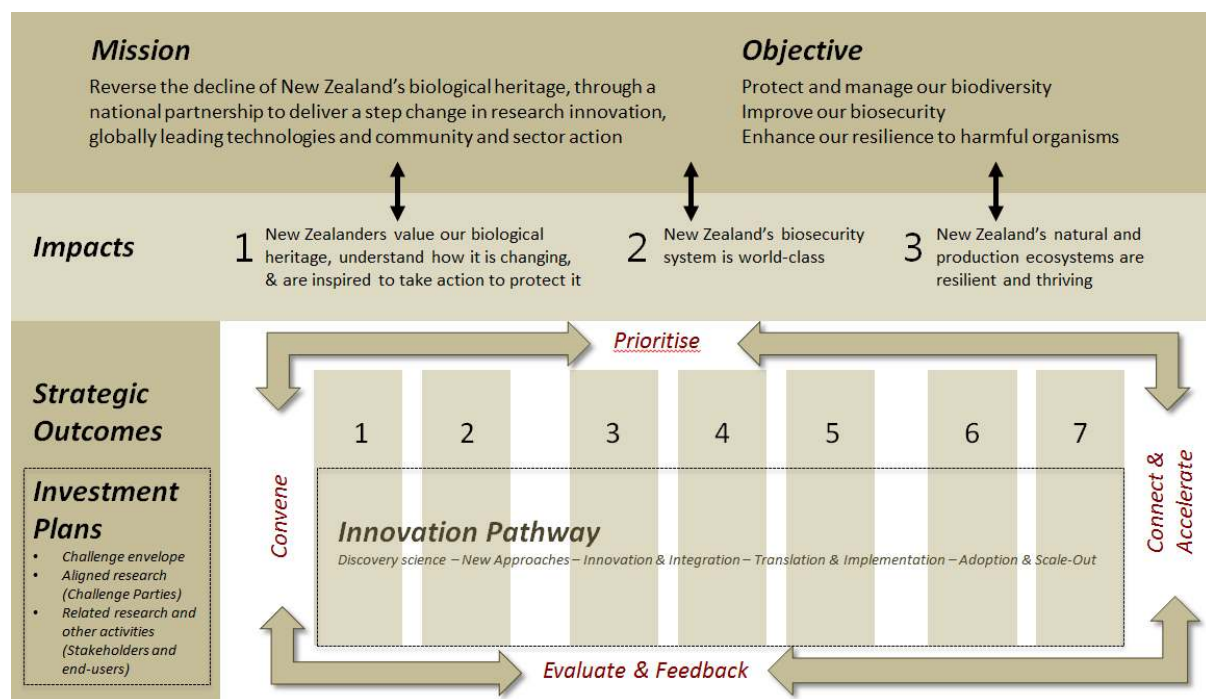 Mission
Reverse the decline of New Zealand's biological heritage, through a
national partnership to deliver a step change in research innovation,
globally leading technologies and community and sector action
Objective
Protect and manage our biodiversity
Improve our biosecurity
Enhance our resilience to harmful organisms
Impacts
1
New Zealanders value our biological
heritage, understand how it is changing,
& are inspired to take action to protect it
2
New Zealand's biosecurity
system is world-class
3
New Zealand's natural and
production ecosystems are
resilient and thriving
Strategic
Outcomes
Prioritise
1 2 3 4 5 6 7
Convene
Connect &
Accelerate
Investment
Plans
• Challenge envelope
• Aligned research
(Challenge Parties)
• Related research and
other activities
(Stakeholders and
end-users)
Innovation Pathway
Discovery science – New Approaches – Innovation & Integration – Translation & Implementation – Adoption & Scale-Out
Evaluate & Feedback